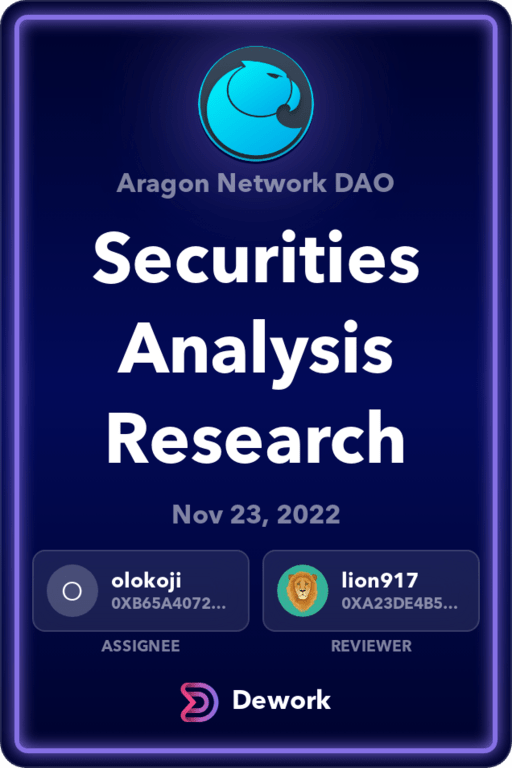 Aragon Network DAO
Securities
Analysis
Research
Nov 23, 2022
O
olokoji
0XB65A4072...
lion917
0XA23DE4B5...
ASSIGNEE
REVIEWER
Dework